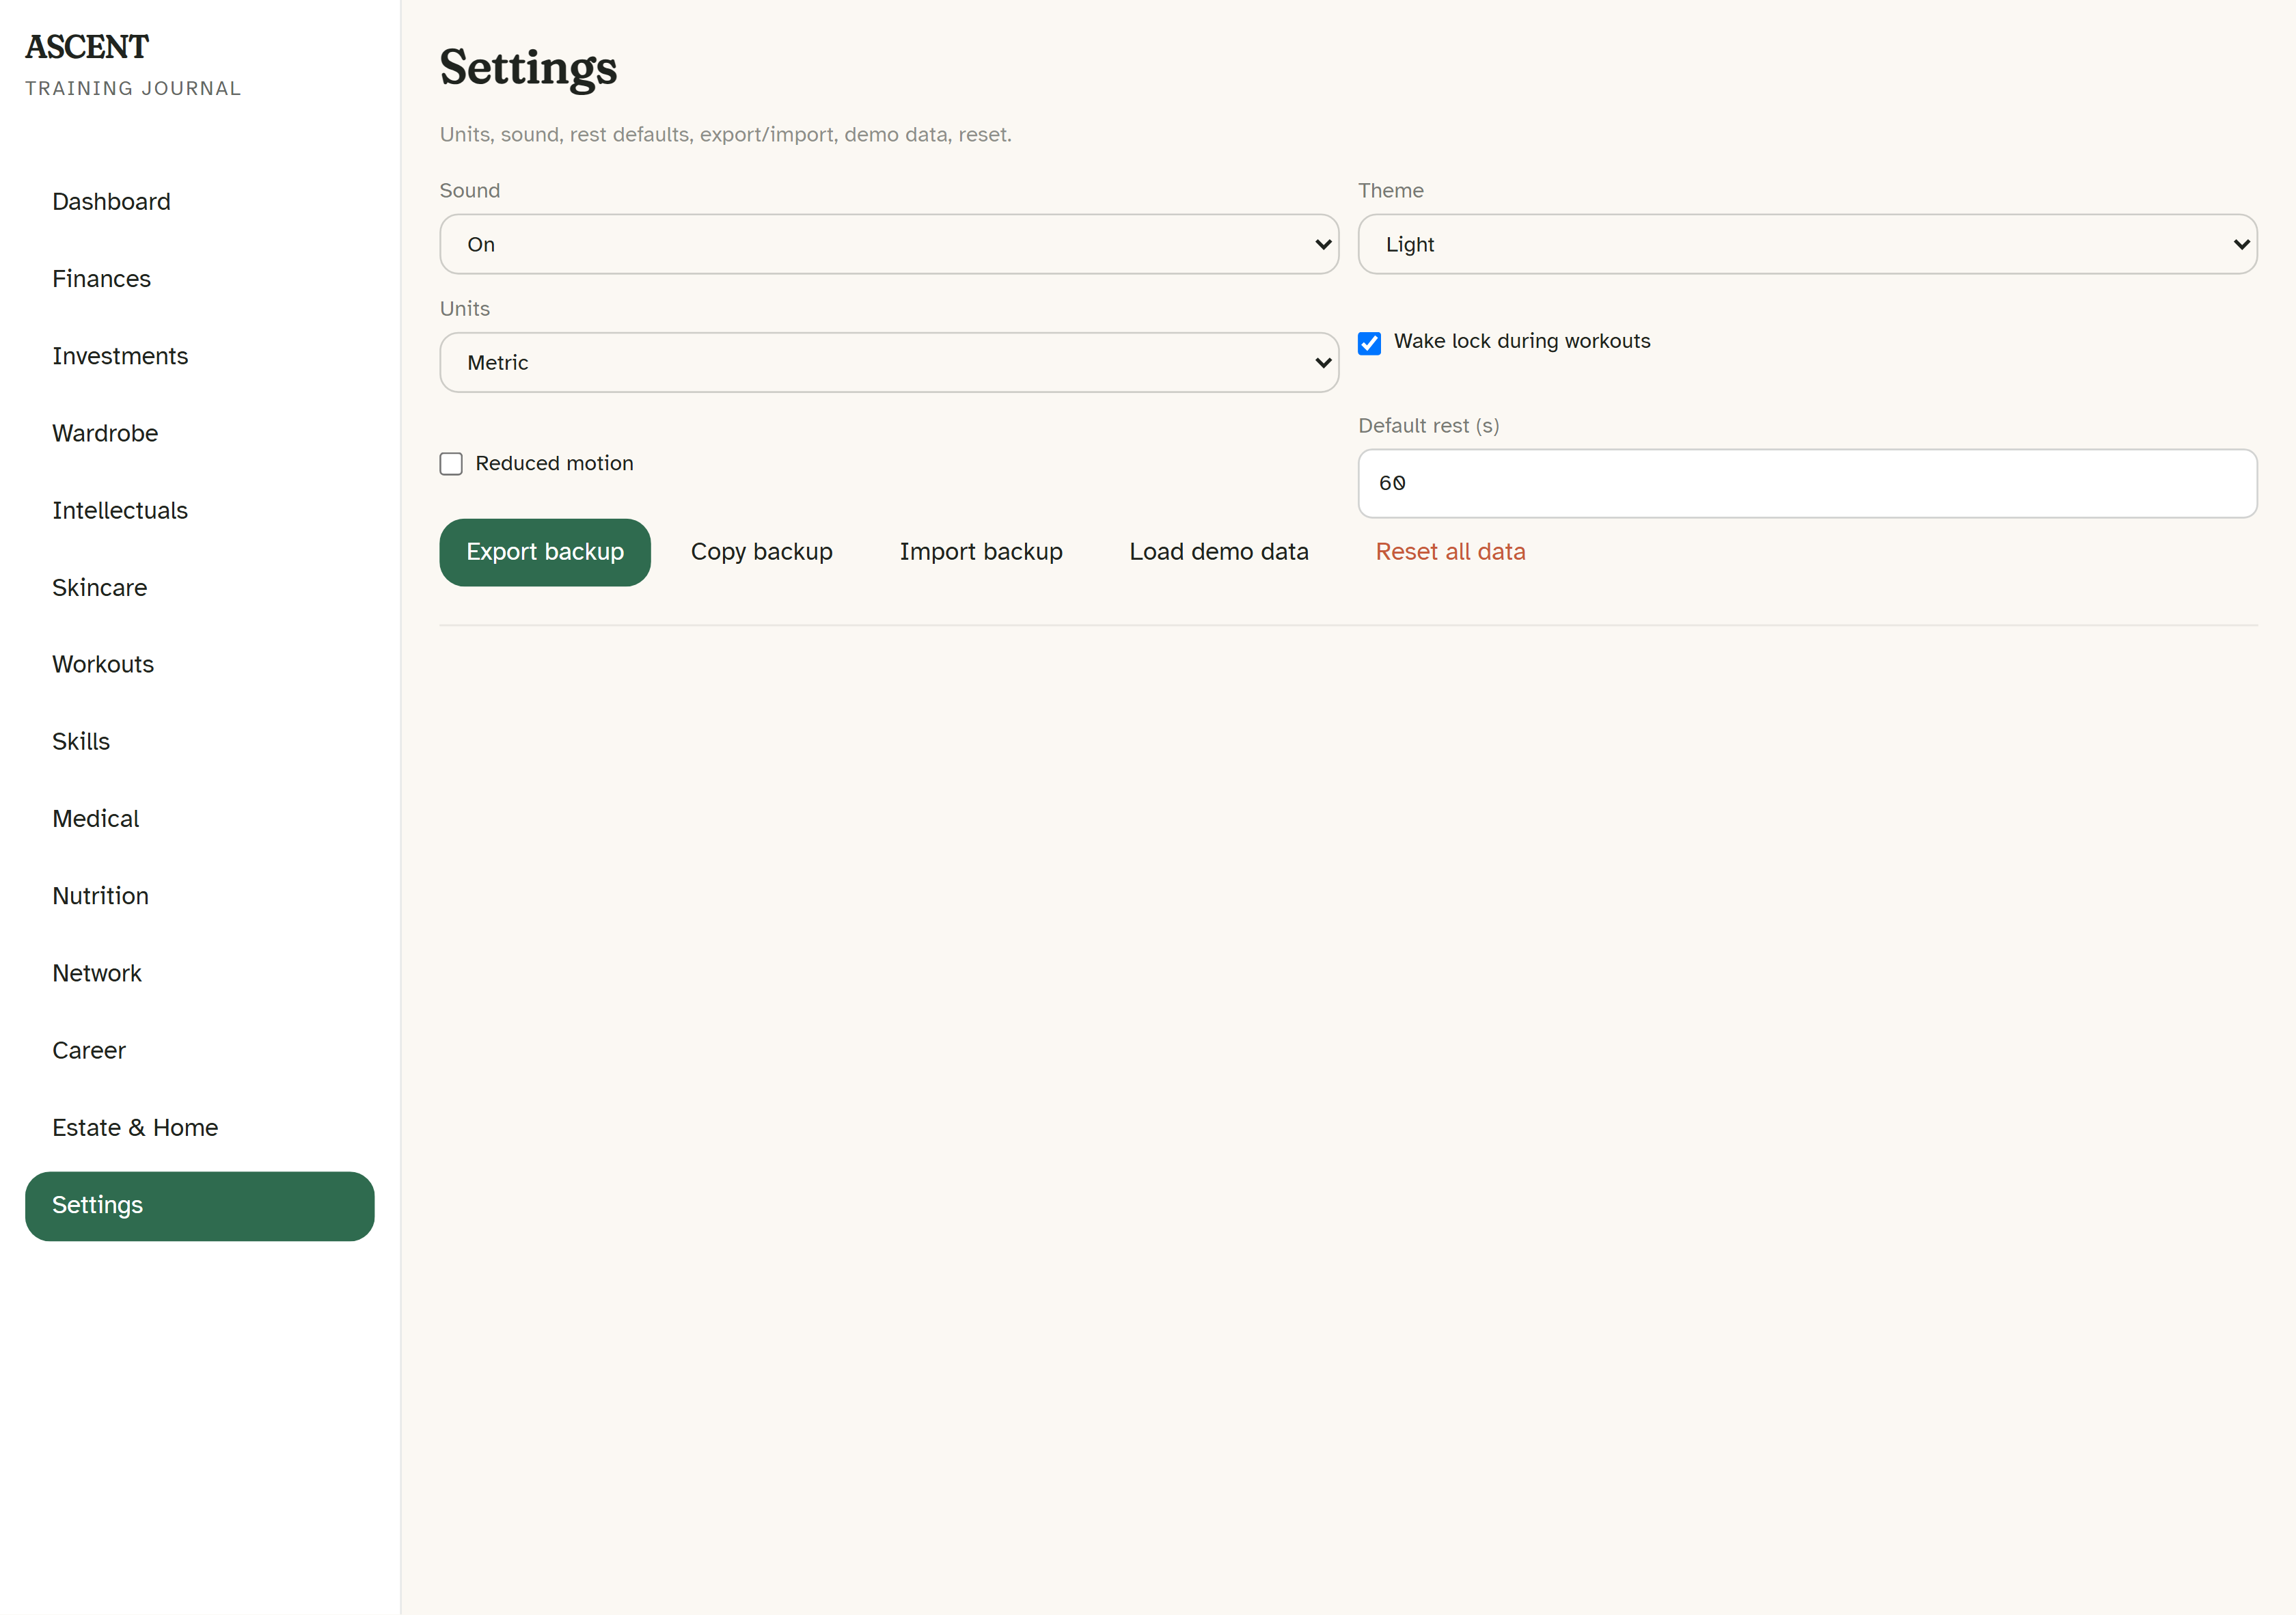 ASCENT
TRAINING JOURNAL
Dashboard
Finances
Investments
Wardrobe
Intellectuals
Skincare
Workouts
Skills
Medical
Nutrition
Network
Career
Estate & Home
Settings
Settings
Units, sound, rest defaults, export/import, demo data, reset.
Sound
On
Theme
Light
Units
Metric
Wake lock during workouts
Reduced motion
Default rest (s)
60
Export backup
Copy backup
Import backup
Load demo data
Reset all data